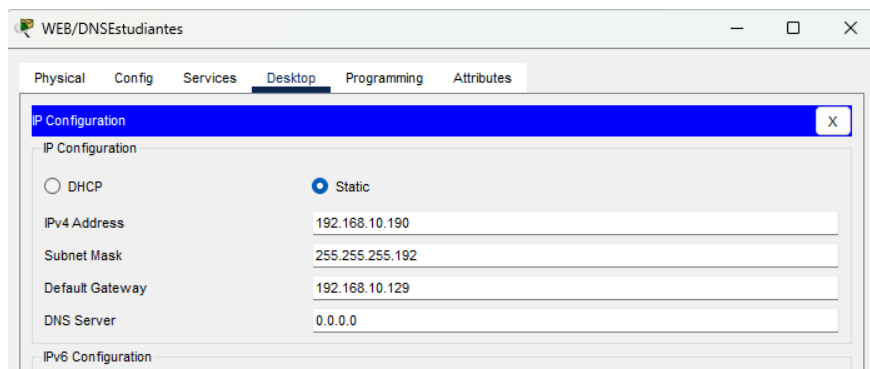 WEB/DNSEstudiantes
Physical Config Services Desktop Programming Attributes
IP Configuration X
IP Configuration
DHCP Static
IPv4 Address 192.168.10.190
Subnet Mask 255.255.255.192
Default Gateway 192.168.10.129
DNS Server 0.0.0.0
IPv6 Configuration